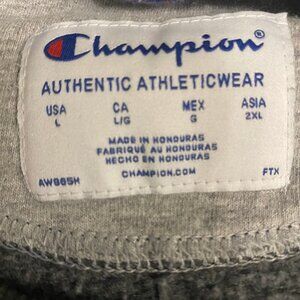 Champion®
AUTHENTIC ATHLETICWEAR
USA CA MEX ASIA
L L/G G 2XL
MADE IN HONDURAS
FABRIQUÉ AU HONDURAS
HECHO EN HONDURAS
CHAMPION.COM
AW865H FTX